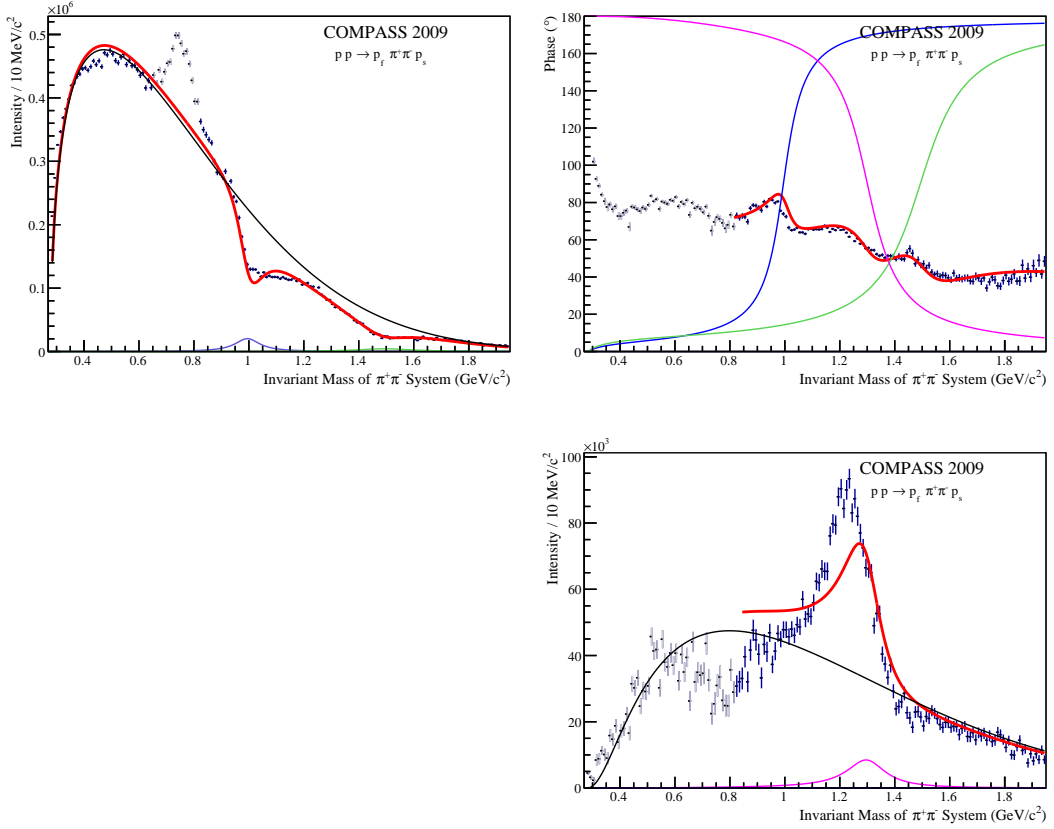 ×10⁶
COMPASS 2009
p p → p_f π⁺π⁻ p_s
Intensity / 10 MeV/c²
0.5
0.4
0.3
0.2
0.1
0
0.4 0.6 0.8 1 1.2 1.4 1.6 1.8
Invariant Mass of π⁺π⁻ System (GeV/c²)
COMPASS 2009
p p → p_f π⁺π⁻ p_s
Phase (°)
180
160
140
120
100
80
60
40
20
0
0.4 0.6 0.8 1 1.2 1.4 1.6 1.8
Invariant Mass of π⁺π⁻ System (GeV/c²)
×10³
COMPASS 2009
p p → p_f π⁺π⁻ p_s
Intensity / 10 MeV/c²
100
80
60
40
20
0
0.4 0.6 0.8 1 1.2 1.4 1.6 1.8
Invariant Mass of π⁺π⁻ System (GeV/c²)